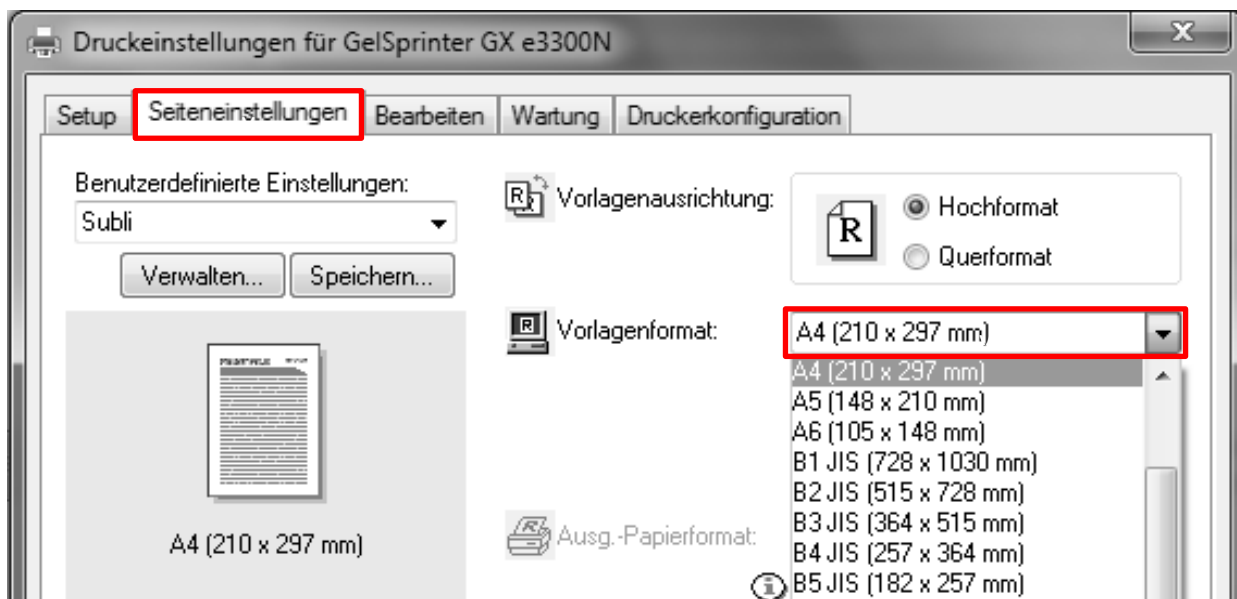 Druckeinstellungen für GelSprinter GX e3300N
Setup Seiteneinstellungen Bearbeiten Wartung Druckerkonfiguration
Benutzerdefinierte Einstellungen:
Subli
Verwalten... Speichern...
A4 (210 x 297 mm)
Vorlagenausrichtung:
R
Hochformat
Querformat
Vorlagenformat:
A4 (210 x 297 mm)
A4 (210 x 297 mm)
A5 (148 x 210 mm)
A6 (105 x 148 mm)
B1 JIS (728 x 1030 mm)
B2 JIS (515 x 728 mm)
B3 JIS (364 x 515 mm)
B4 JIS (257 x 364 mm)
B5 JIS (182 x 257 mm)
Ausg.-Papierformat: